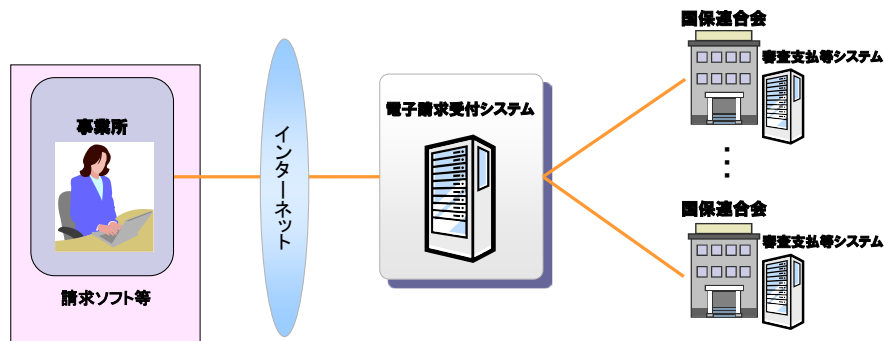 事業所
請求ソフト等
インターネット
電子請求受付システム
国保連合会
審査支払等システム
⋮
国保連合会
審査支払等システム